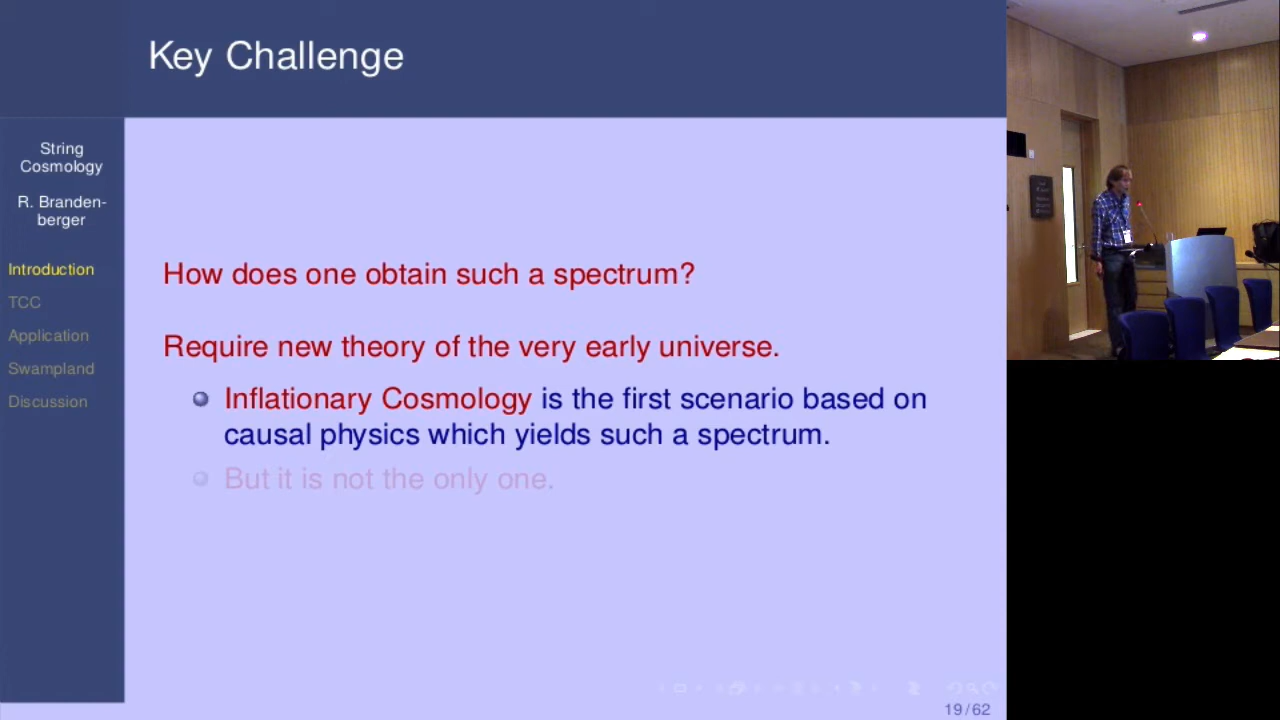 Key Challenge
String
Cosmology
R. Branden-
berger
Introduction
TCC
Application
Swampland
Discussion
How does one obtain such a spectrum?
Require new theory of the very early universe.
Inflationary Cosmology is the first scenario based on
causal physics which yields such a spectrum.
But it is not the only one.
19/62